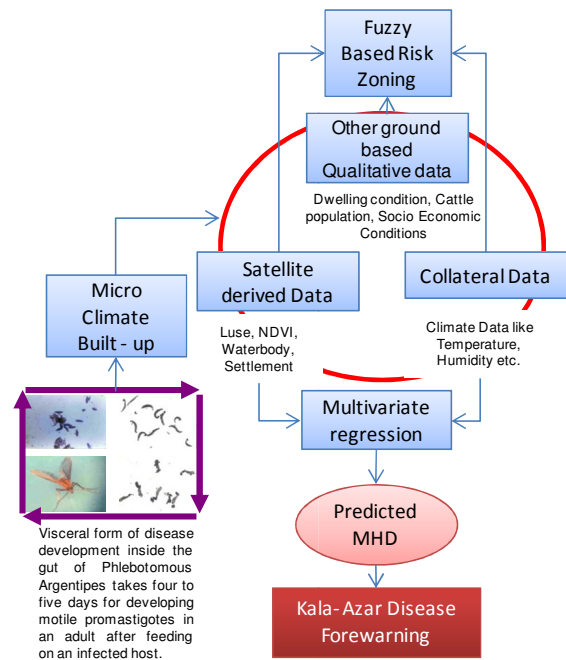 Fuzzy
Based Risk
Zoning
Other ground
based
Qualitative data
Dwelling condition, Cattle
population, Socio Economic
Conditions
Satellite
derived Data
Collateral Data
Micro
Climate
Built - up
Luse, NDVI,
Waterbody,
Settlement
Climate Data like
Temperature,
Humidity etc.
Multivariate
regression
Predicted
MHD
Visceral form of disease
development inside the
gut of Phlebotomous
Argentipes takes four to
five days for developing
motile promastigotes in
an adult after feeding
on an infected host.
Kala- Azar Disease
Forewarning